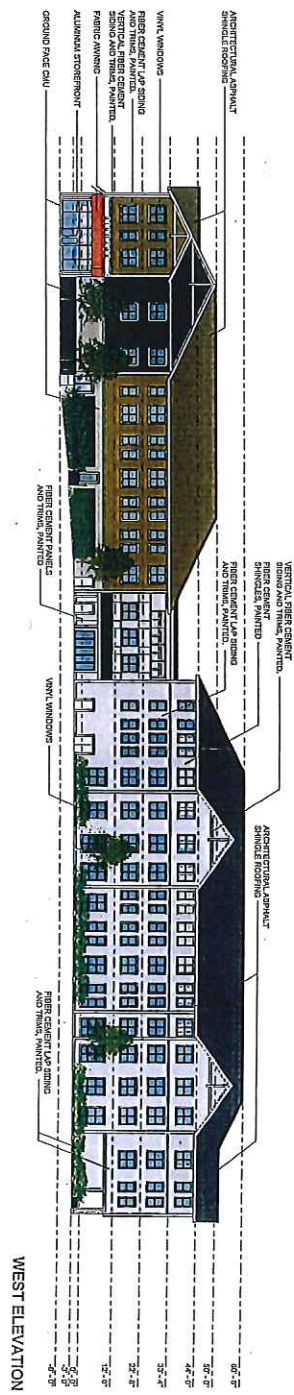 ARCHITECTURAL ASPHALT
SHINGLE ROOFING
VINYL WINDOWS
FIBER CEMENT LAP SIDING
AND TRIMS, PAINTED.
VERTICAL FIBER CEMENT
SIDING AND TRIMS, PAINTED.
FABRIC AWNING
ALUMINUM STOREFRONT
GROUND FACE CMU
VERTICAL FIBER CEMENT
SIDING AND TRIMS, PAINTED.
FIBER CEMENT
SHINGLES, PAINTED
FIBER CEMENT LAP SIDING
AND TRIMS, PAINTED.
FIBER CEMENT PANELS
AND TRIMS, PAINTED
VINYL WINDOWS
ARCHITECTURAL ASPHALT
SHINGLE ROOFING
FIBER CEMENT LAP SIDING
AND TRIMS, PAINTED.
60'-0"
50'-0"
44'-0"
33'-4"
22'-8"
12'-0"
0'-0"
WEST ELEVATION